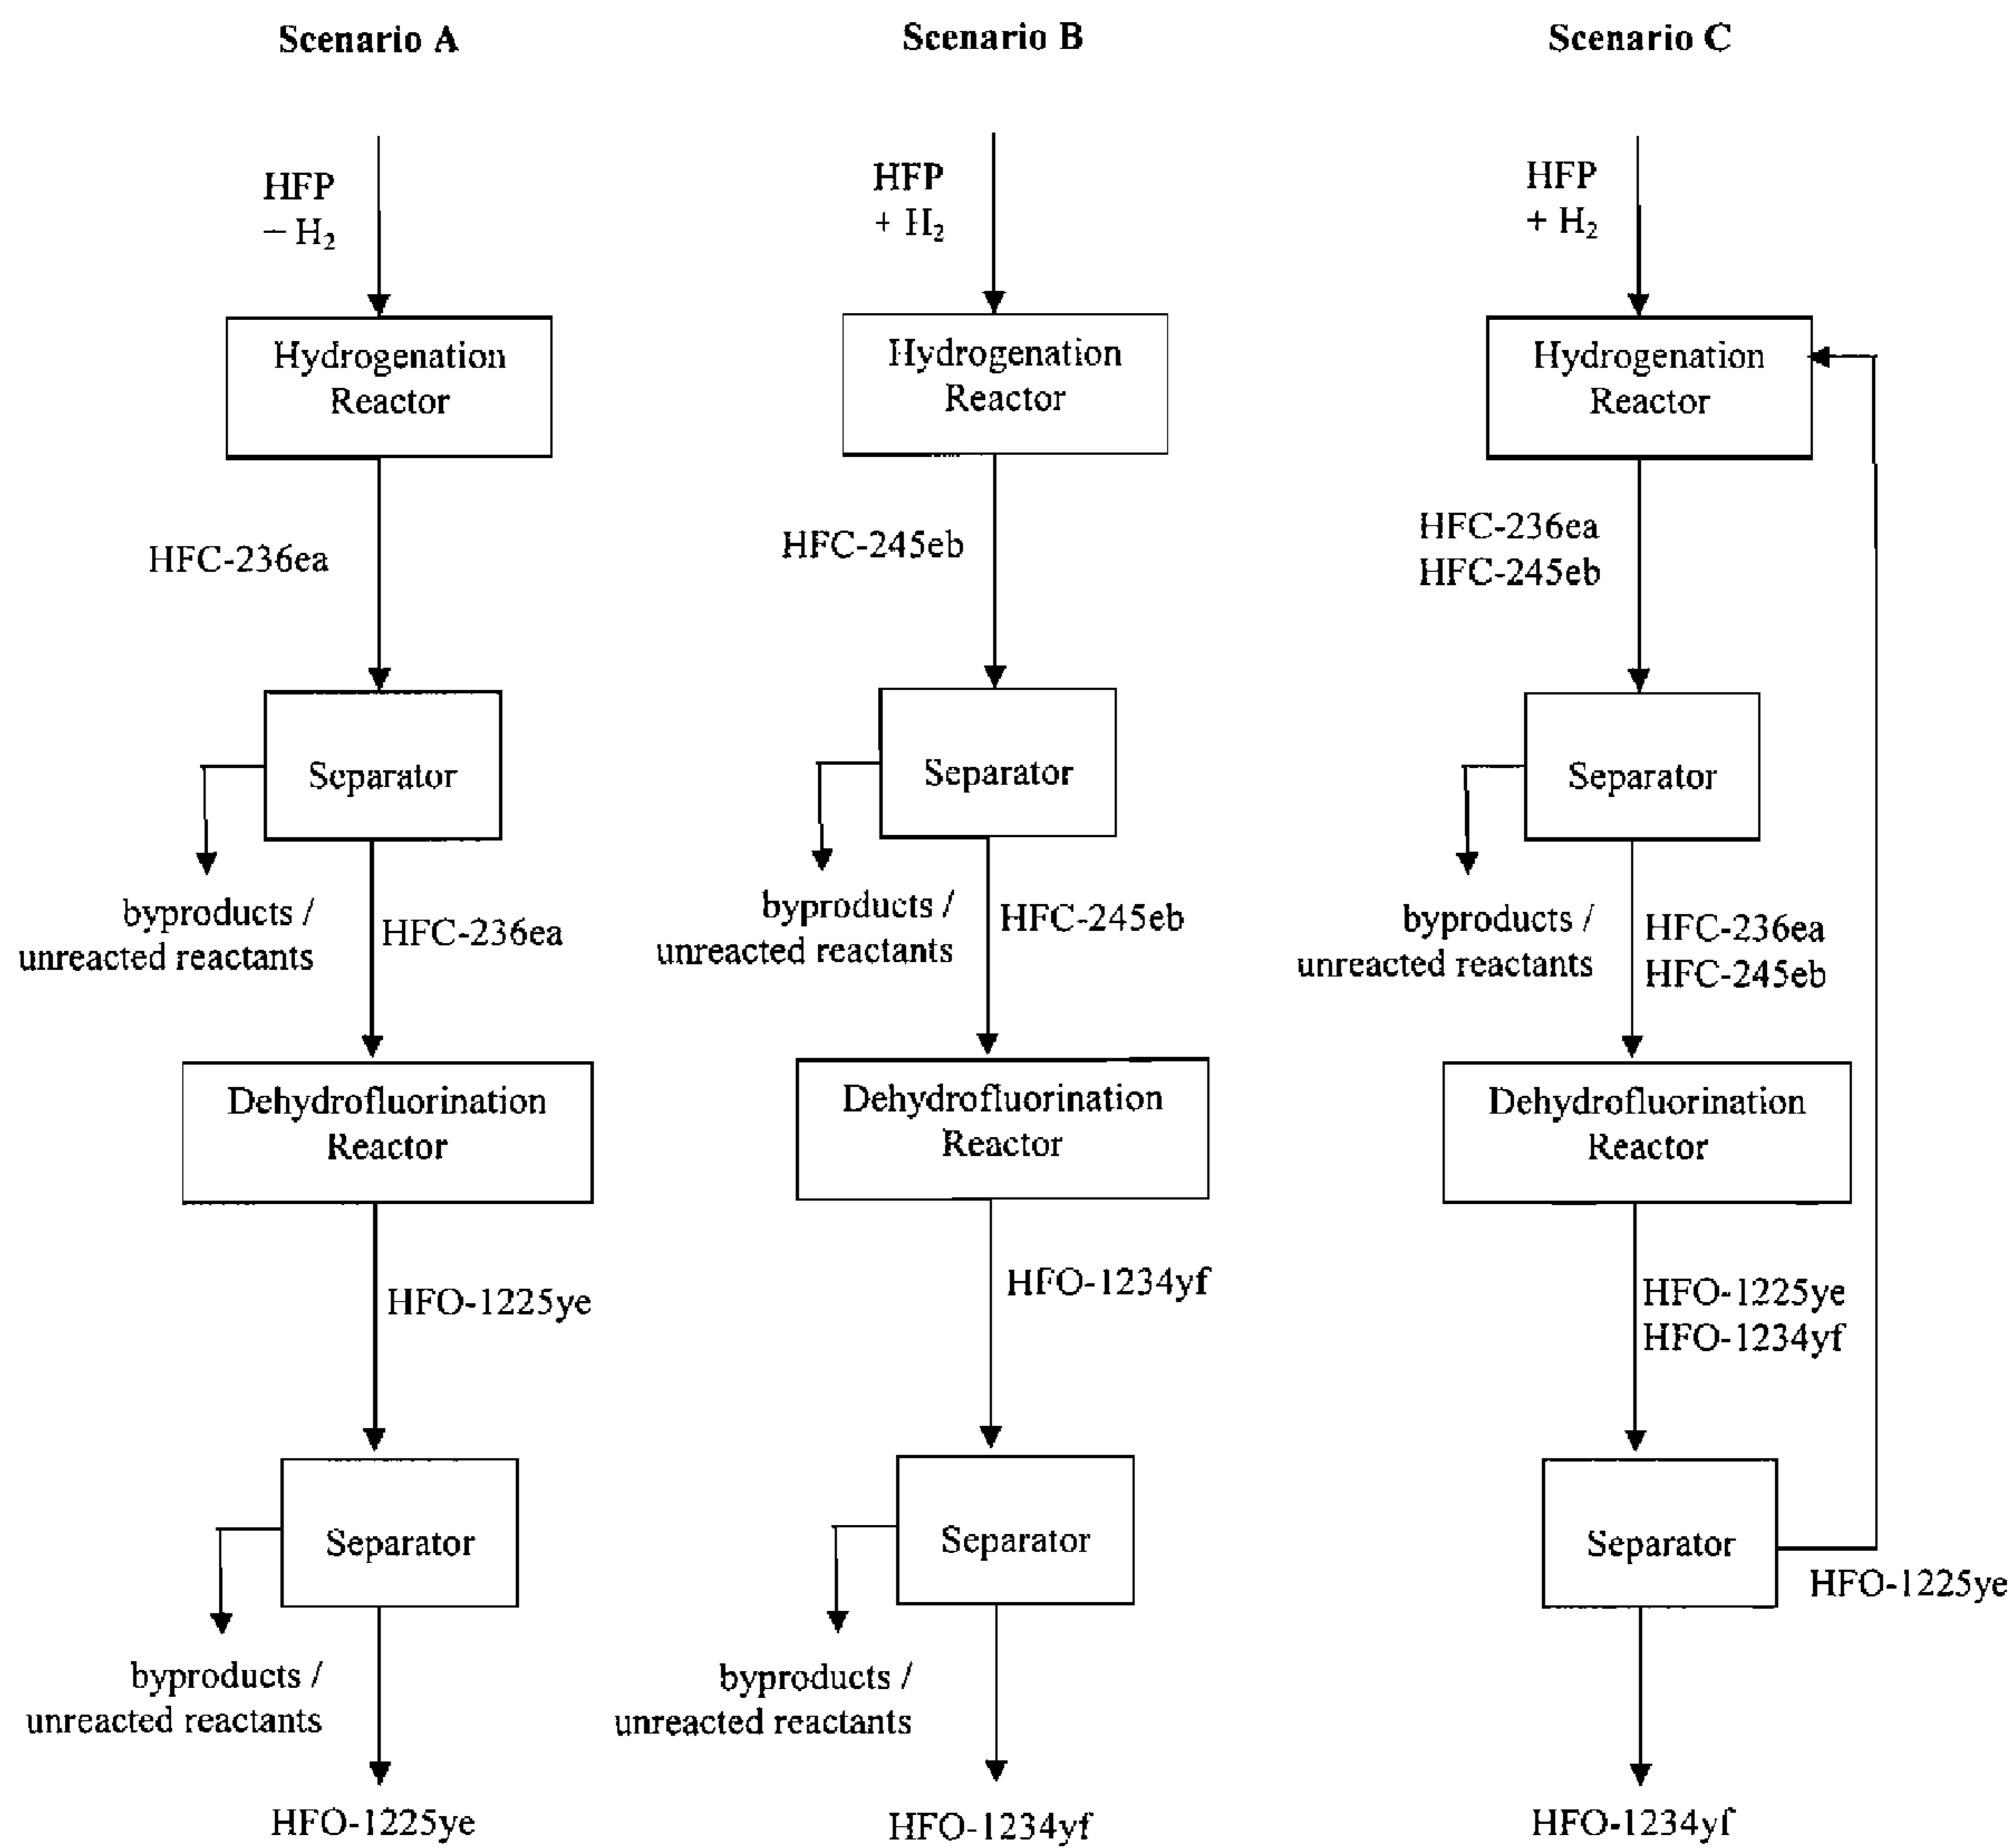 Scenario A
HFP
– H₂
Hydrogenation
Reactor
HFC-236ea
Separator
byproducts /
unreacted reactants
HFC-236ea
Dehydrofluorination
Reactor
HFO-1225ye
Separator
byproducts /
unreacted reactants
HFO-1225ye
Scenario B
HFP
+ H₂
Hydrogenation
Reactor
HFC-245eb
Separator
byproducts /
unreacted reactants
HFC-245eb
Dehydrofluorination
Reactor
HFO-1234yf
Separator
byproducts /
unreacted reactants
HFO-1234yf
Scenario C
HFP
+ H₂
Hydrogenation
Reactor
HFC-236ea
HFC-245eb
Separator
byproducts /
unreacted reactants
HFC-236ea
HFC-245eb
Dehydrofluorination
Reactor
HFO-1225ye
HFO-1234yf
Separator
HFO-1225ye
HFO-1234yf